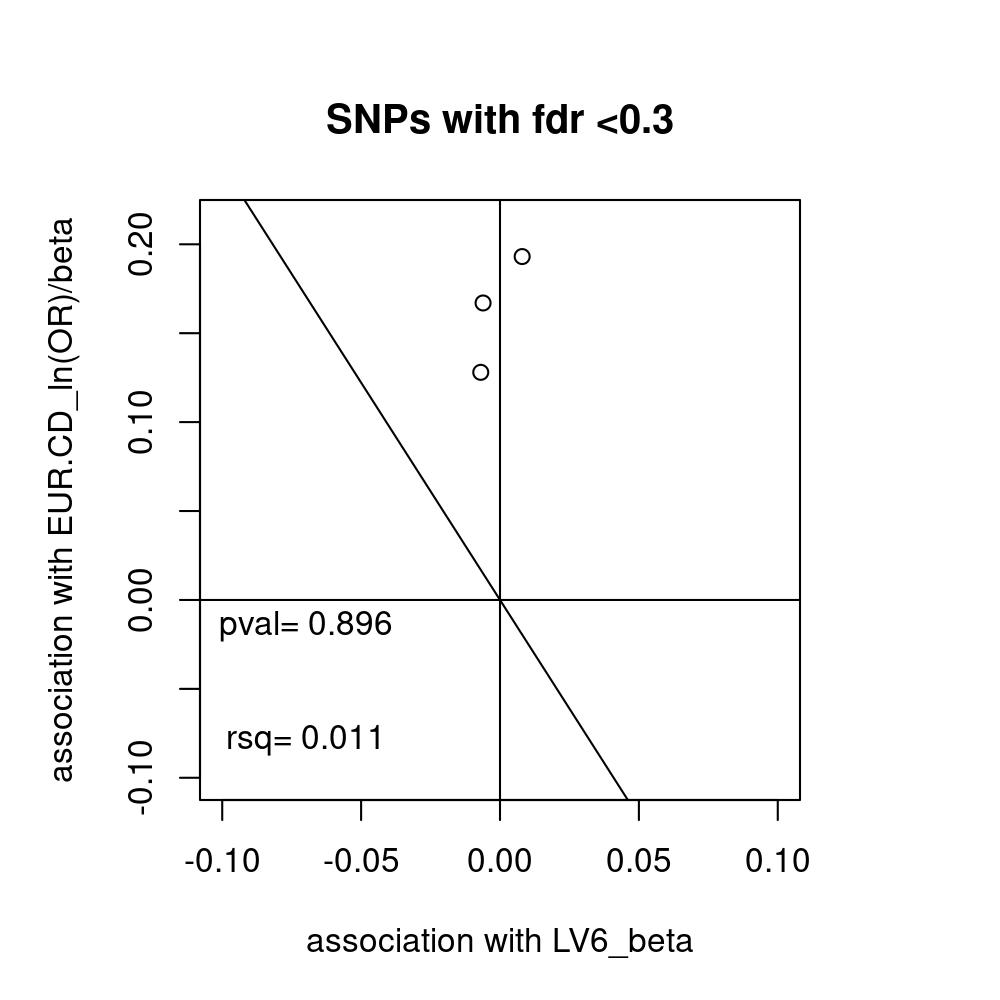 SNPs with fdr <0.3
association with EUR.CD_ln(OR)/beta
0.20
0.10
0.00
-0.10
pval= 0.896
rsq= 0.011
-0.10 -0.05 0.00 0.05 0.10
association with LV6_beta